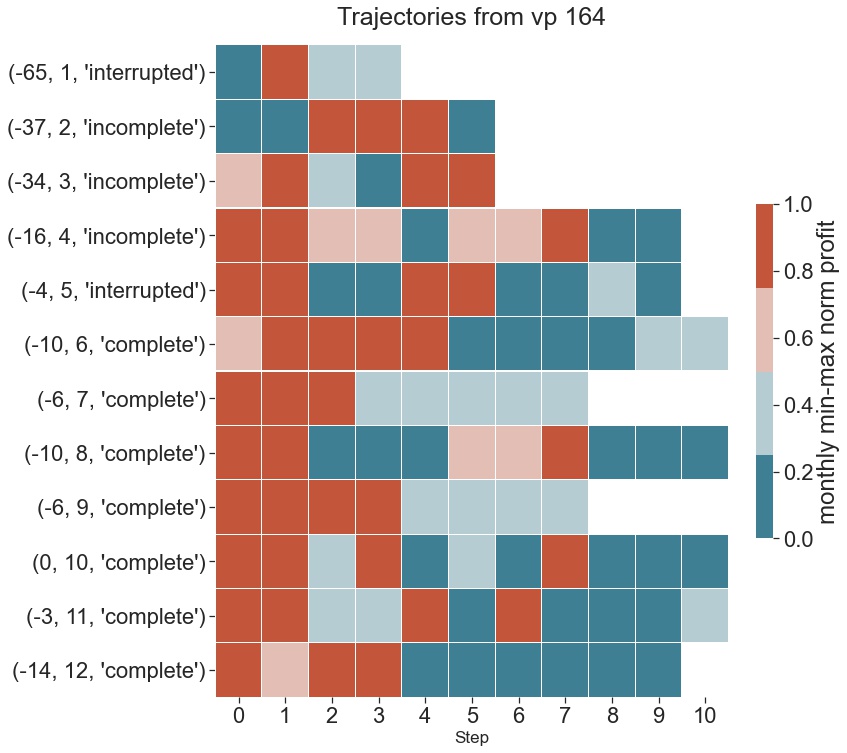 Trajectories from vp 164
(-65, 1, 'interrupted')
(-37, 2, 'incomplete')
(-34, 3, 'incomplete')
(-16, 4, 'incomplete')
(-4, 5, 'interrupted')
(-10, 6, 'complete')
(-6, 7, 'complete')
(-10, 8, 'complete')
(-6, 9, 'complete')
(0, 10, 'complete')
(-3, 11, 'complete')
(-14, 12, 'complete')
0 1 2 3 4 5 6 7 8 9 10
Step
1.0
0.8
0.6
0.4
0.2
0.0
monthly min-max norm profit